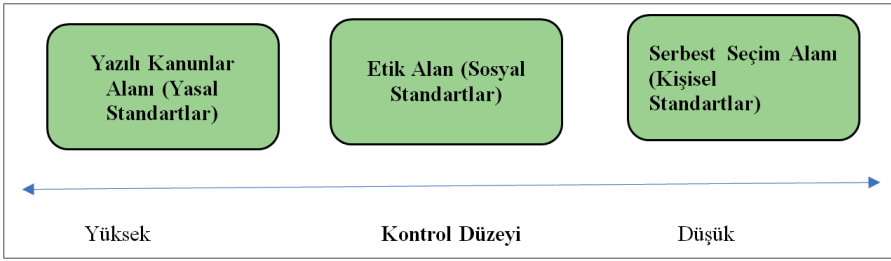 Yazılı Kanunlar
Alanı (Yasal
Standartlar)
Etik Alan (Sosyal
Standartlar)
Serbest Seçim Alanı
(Kişisel
Standartlar)
Yüksek
Kontrol Düzeyi
Düşük